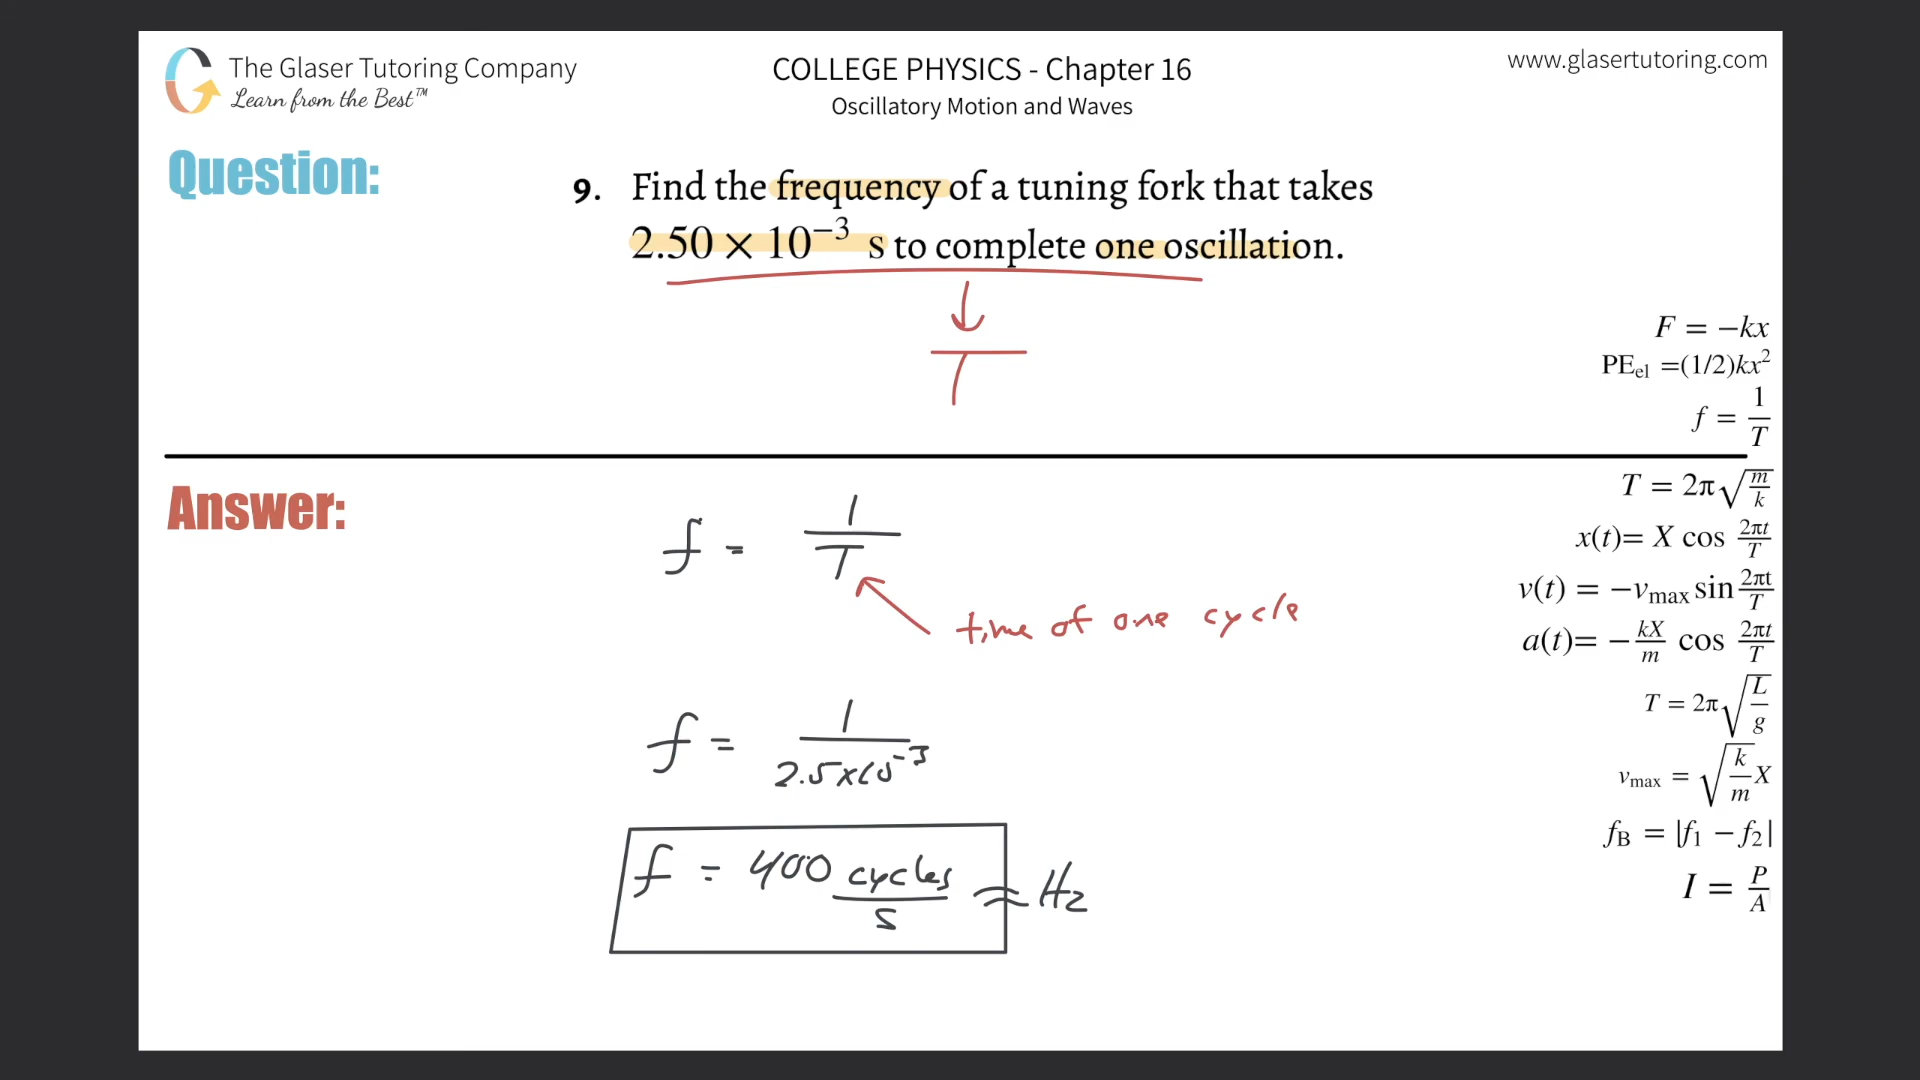 The Glaser Tutoring Company
Learn from the Best™
COLLEGE PHYSICS - Chapter 16
Oscillatory Motion and Waves
www.glasertutoring.com
Question:
9. Find the frequency of a tuning fork that takes
2.50 × 10⁻³ s to complete one oscillation.
T
F = −kx
PEel =(1/2)kx²
f = 1/T
Answer:
f = 1/T
time of one cycle
f = 1/2.5x10⁻³
f = 400 cycles/s ≈ Hz
T = 2π√(m/k)
x(t)= X cos 2πt/T
v(t) = −vmax sin 2πt/T
a(t)= − kX/m cos 2πt/T
T = 2π√(L/g)
vmax = √(k/m) X
fB = |f1 − f2|
I = P/A